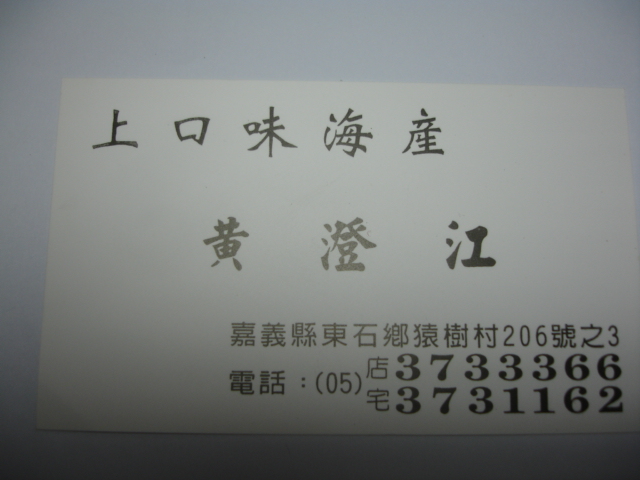 上口味海產
黃澄江
嘉義縣東石鄉猿樹村206號之3
電話：(05)店3733366
宅3731162